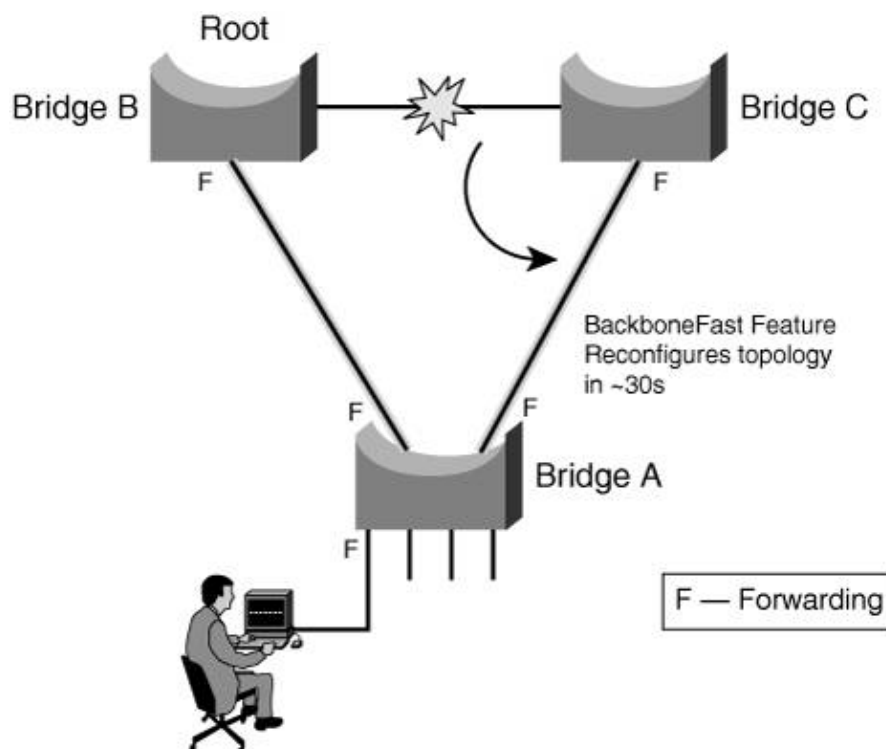 Root
Bridge B
Bridge C
F
F
BackboneFast Feature
Reconfigures topology
in ~30s
F
F
Bridge A
F
F — Forwarding